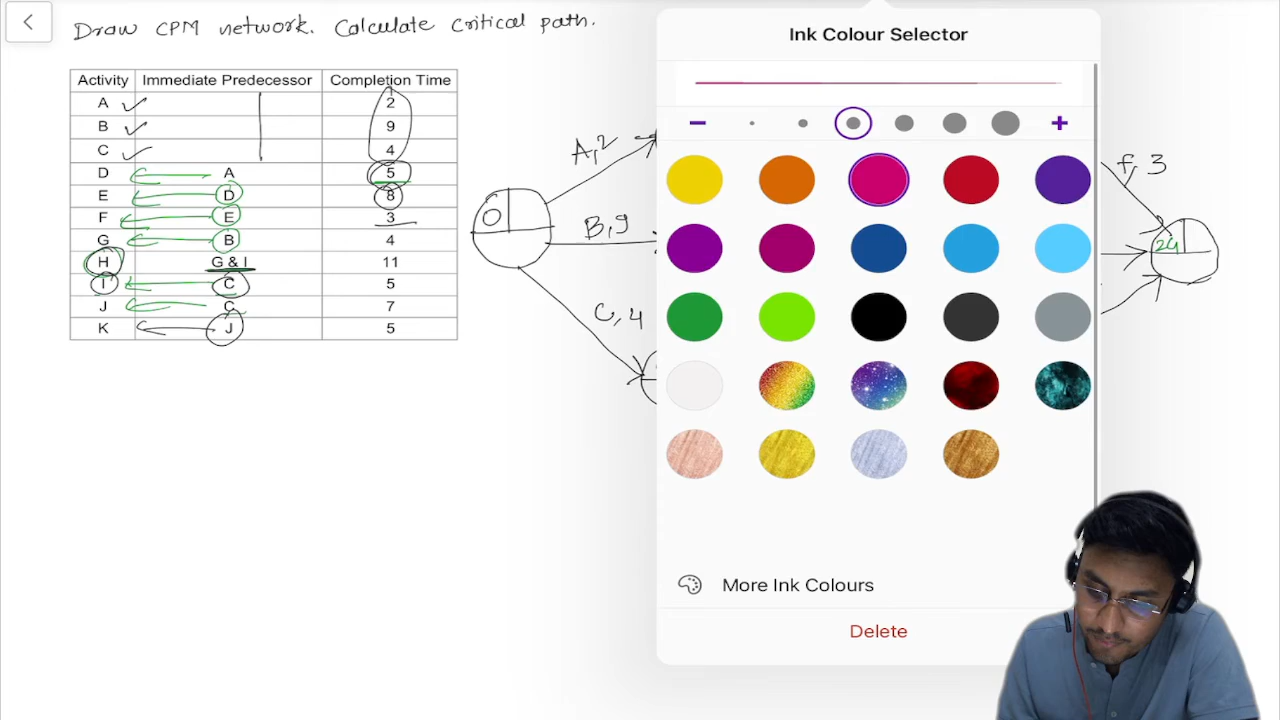 Draw CPM network. Calculate critical path.
Activity Immediate Predecessor Completion Time
A 2
B 9
C 4
D A 5
E D 8
F E 3
G B 4
H G & I 11
I C 5
J C 7
K J 5
0
A,2
B,9
C,4
Ink Colour Selector
f,3
24
More Ink Colours
Delete